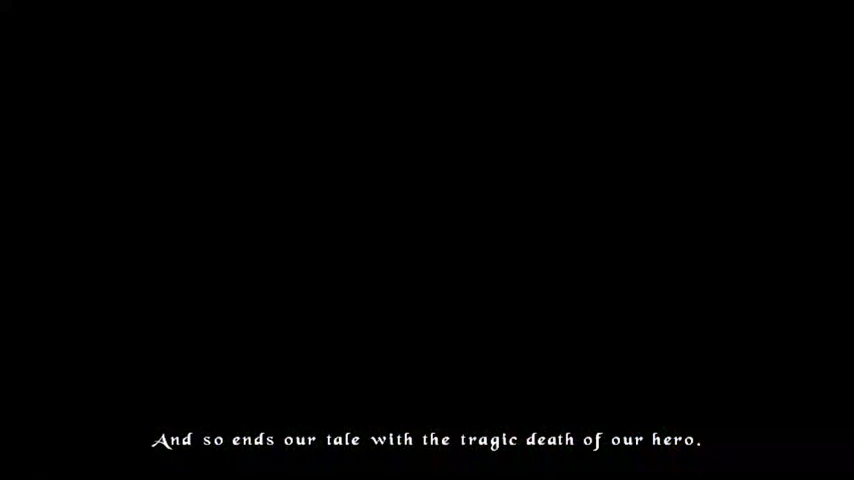 And so ends our tale with the tragic death of our hero.